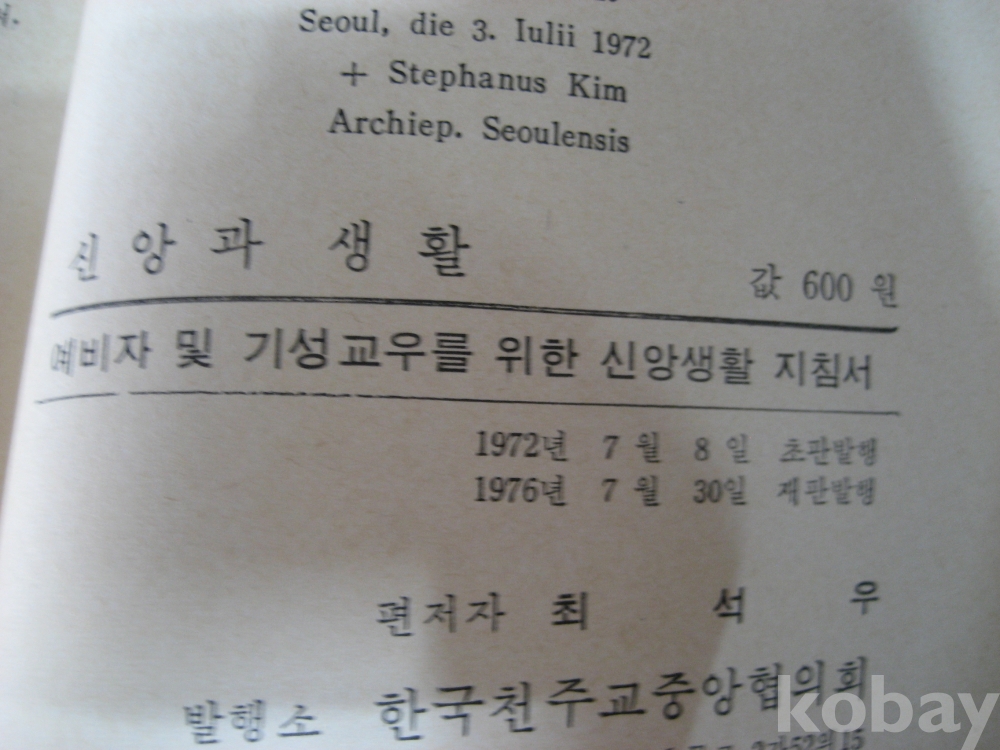 Seoul, die 3. Iulii 1972
+ Stephanus Kim
Archiep. Seoulensis
신앙과 생활
값 600 원
예비자 및 기성교우를 위한 신앙생활 지침서
1972년 7 월 8 일 초판발행
1976년 7 월 30일 재판발행
편저자 최 석 우
발행소 한국천주교중앙협의회
kobay